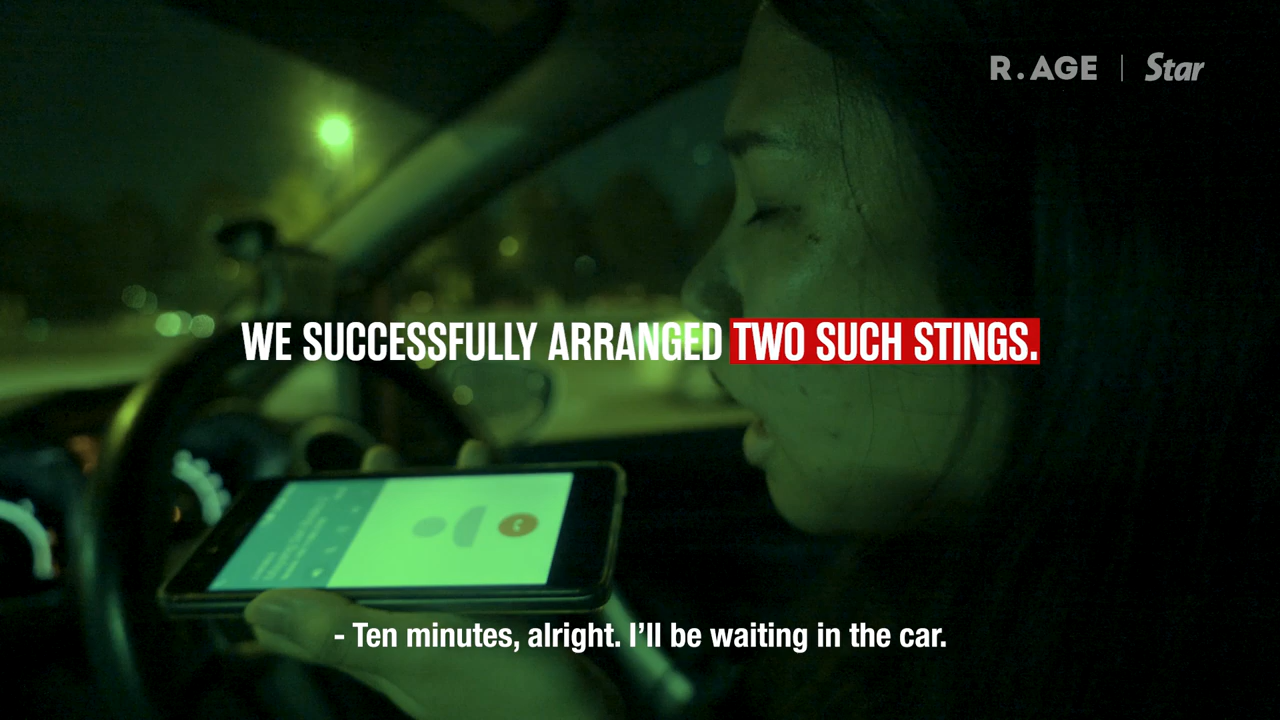 R.AGE | Star
WE SUCCESSFULLY ARRANGED TWO SUCH STINGS.
- Ten minutes, alright. I'll be waiting in the car.